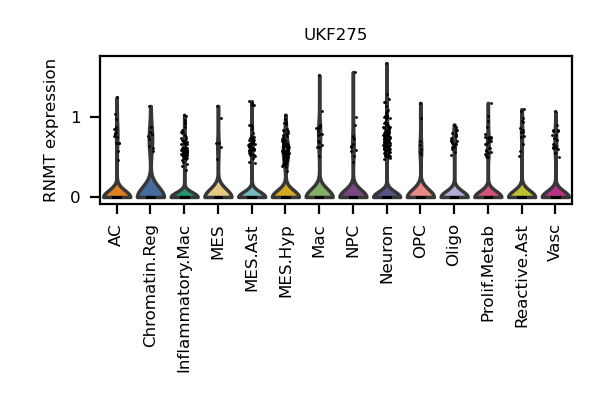 UKF275
RNMT expression
1
0
AC
Chromatin.Reg
Inflammatory.Mac
MES
MES.Ast
MES.Hyp
Mac
NPC
Neuron
OPC
Oligo
Prolif.Metab
Reactive.Ast
Vasc